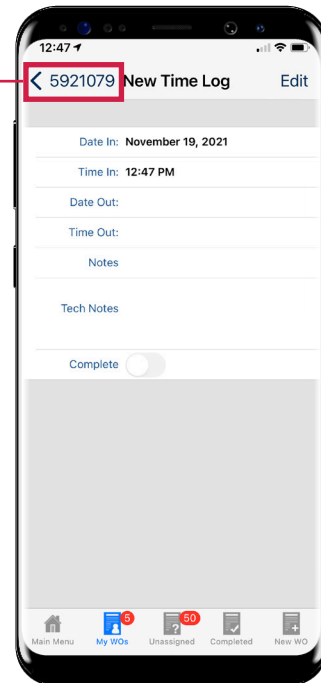 12:47
5921079 New Time Log Edit
Date In: November 19, 2021
Time In: 12:47 PM
Date Out:
Time Out:
Notes
Tech Notes
Complete
5 50
?
Main Menu My WOs Unassigned Completed New WO